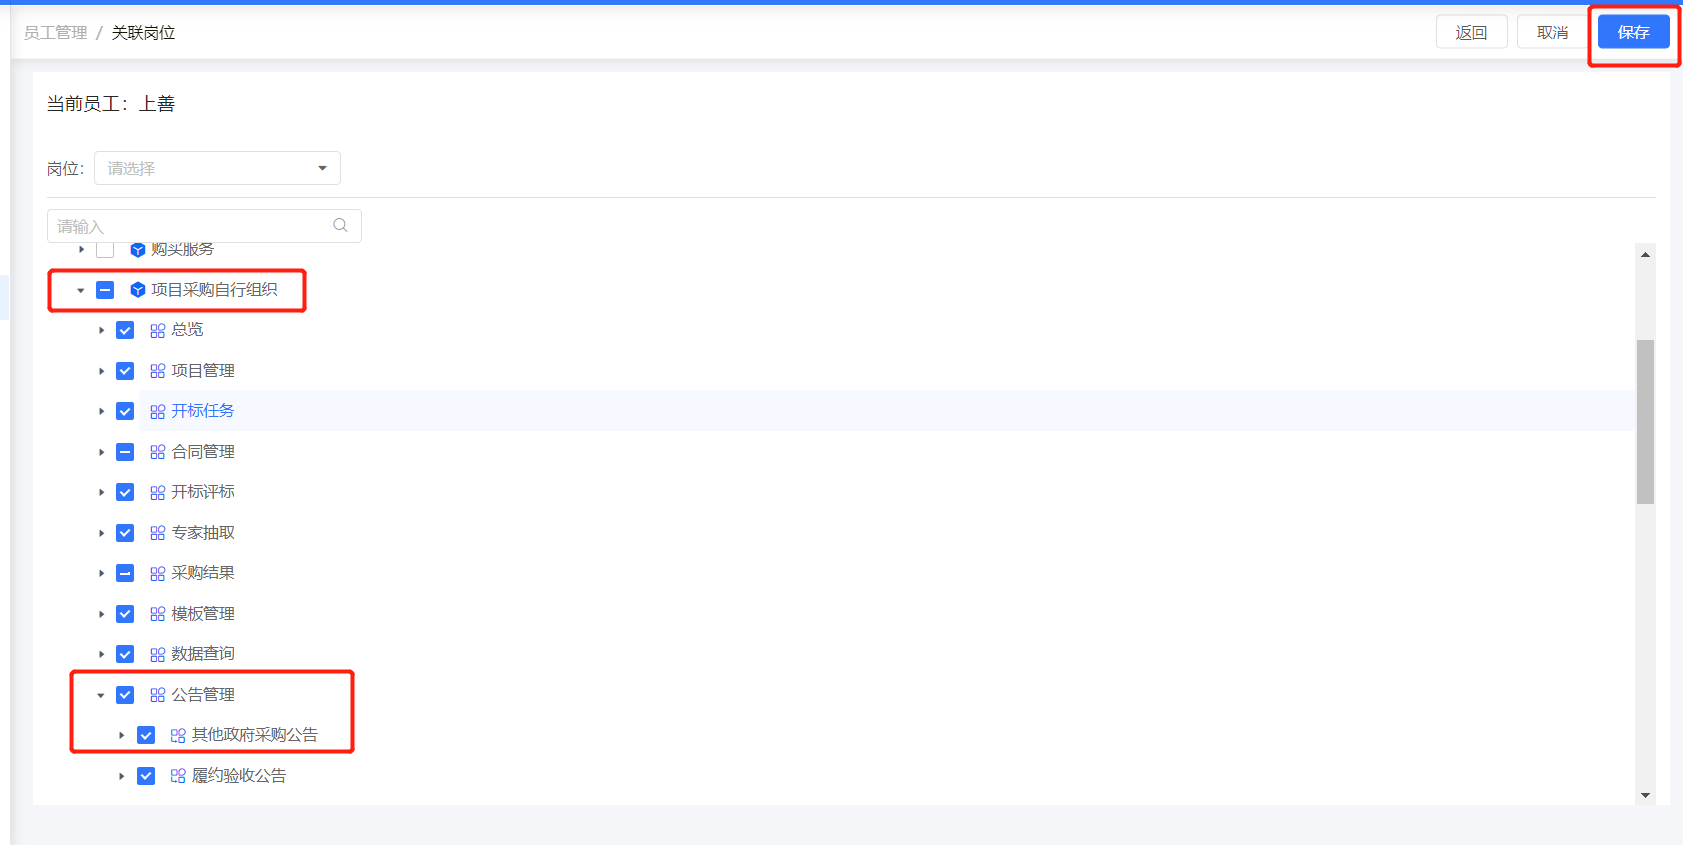 员工管理 / 关联岗位
返回 取消 保存
当前员工：上善
岗位： 请选择
请输入
购买服务
项目采购自行组织
总览
项目管理
开标任务
合同管理
开标评标
专家抽取
采购结果
模板管理
数据查询
公告管理
其他政府采购公告
履约验收公告